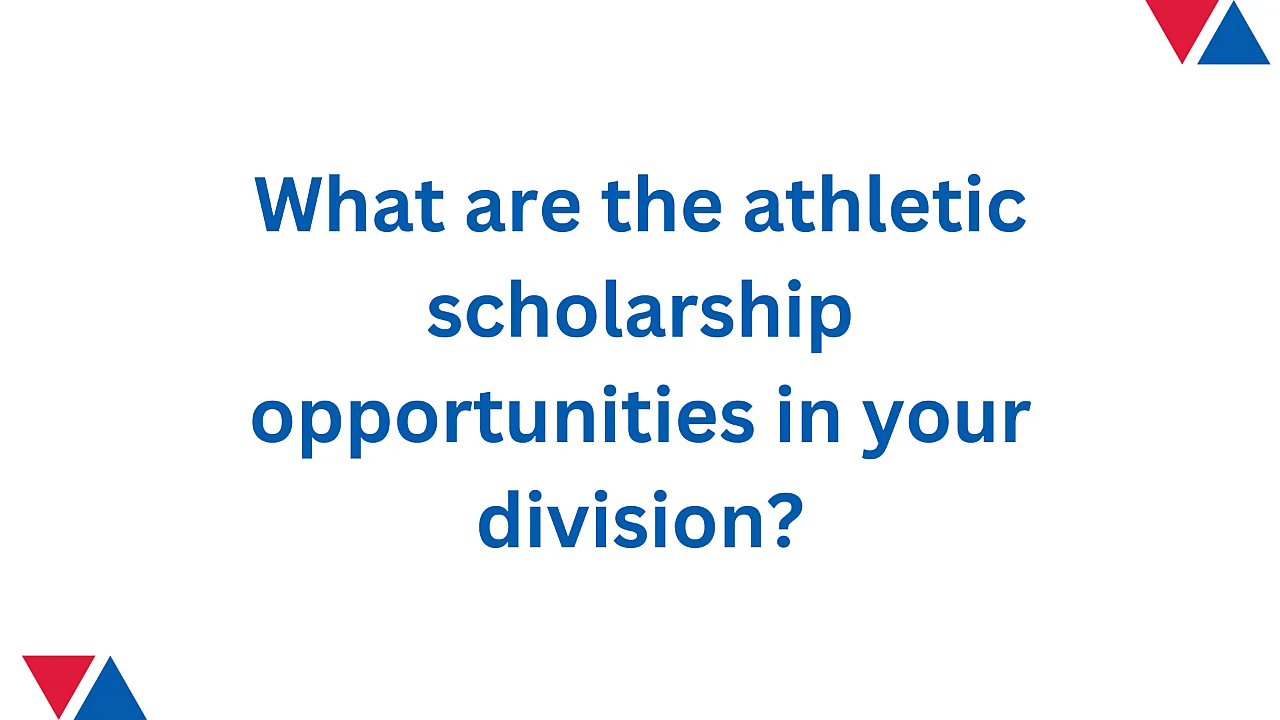 What are the athletic
scholarship
opportunities in your
division?